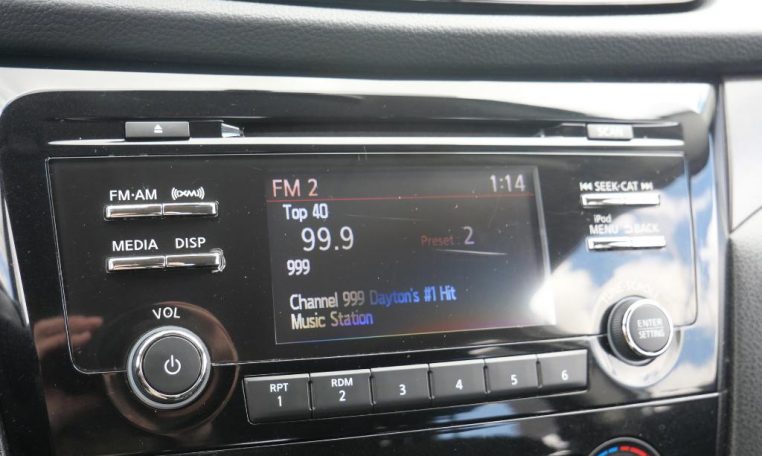 SCAN
FM·AM
((XM))
SEEK·CAT
FM 2
1:14
Top 40
iPod
MENU
BACK
MEDIA
DISP
99.9
Preset : 2
999
Channel 999 Dayton's #1 Hit
Music Station
VOL
ENTER
SETTING
RPT
1
RDM
2
3
4
5
6